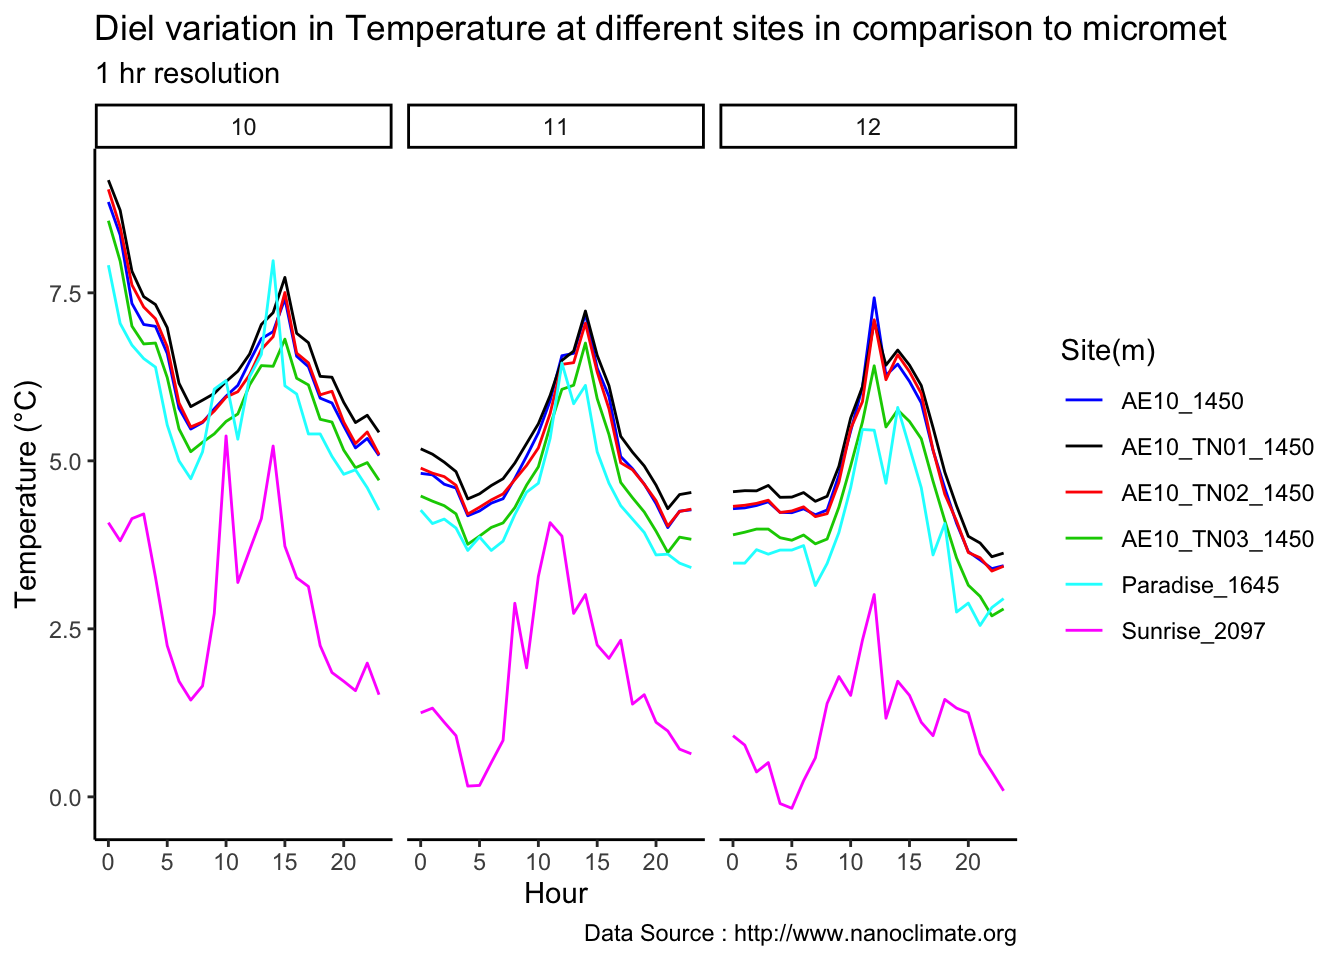 Diel variation in Temperature at different sites in comparison to micromet
1 hr resolution
10 11 12
7.5
5.0
2.5
0.0
Temperature (°C)
0 5 10 15 20 0 5 10 15 20 0 5 10 15 20
Hour
Site(m)
AE10_1450
AE10_TN01_1450
AE10_TN02_1450
AE10_TN03_1450
Paradise_1645
Sunrise_2097
Data Source : http://www.nanoclimate.org